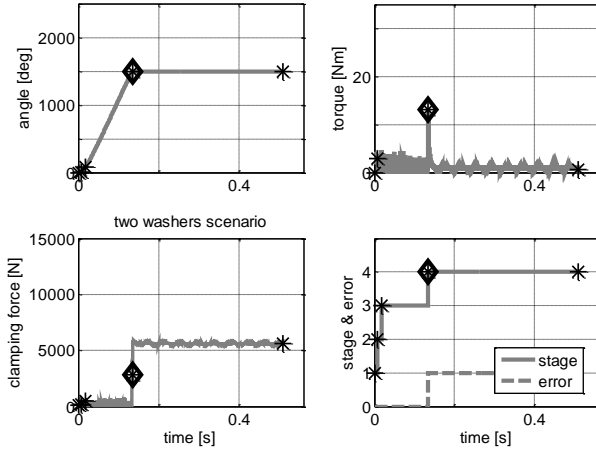 2000
1000
0
angle [deg]
0
0.4
20
0
torque [Nm]
0
0.4
two washers scenario
15000
10000
5000
0
clamping force [N]
0
0.4
time [s]
4
3
2
1
stage & error
0
0.4
time [s]
stage
error